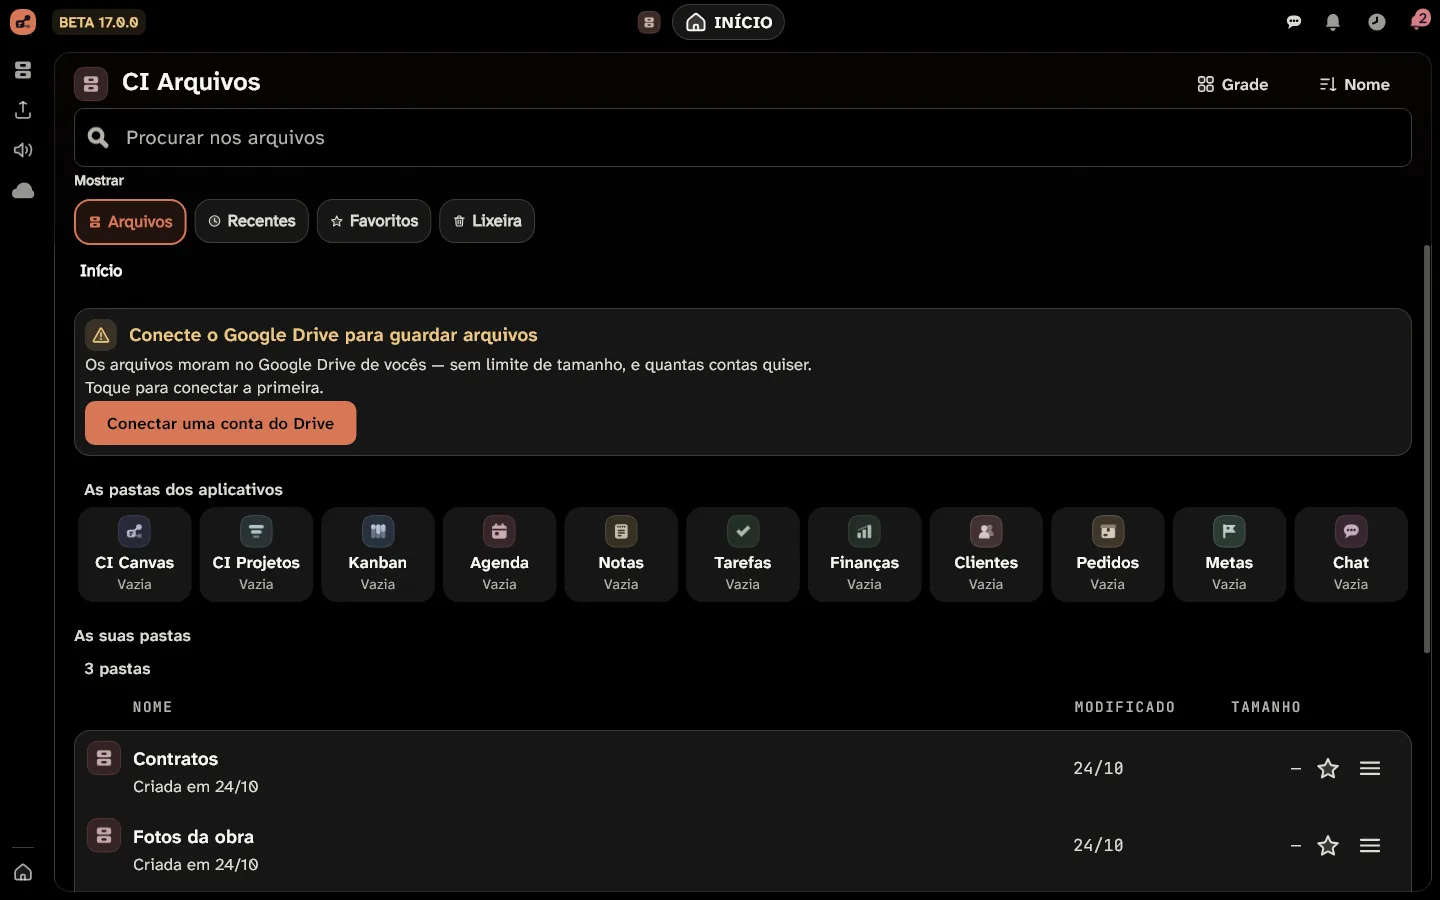 BETA 17.0.0
INÍCIO
2
CI Arquivos
Grade
Nome
Procurar nos arquivos
Mostrar
Arquivos
Recentes
Favoritos
Lixeira
Início
Conecte o Google Drive para guardar arquivos
Os arquivos moram no Google Drive de vocês — sem limite de tamanho, e quantas contas quiser.
Toque para conectar a primeira.
Conectar uma conta do Drive
As pastas dos aplicativos
CI Canvas
Vazia
CI Projetos
Vazia
Kanban
Vazia
Agenda
Vazia
Notas
Vazia
Tarefas
Vazia
Finanças
Vazia
Clientes
Vazia
Pedidos
Vazia
Metas
Vazia
Chat
Vazia
As suas pastas
3 pastas
NOME MODIFICADO TAMANHO
Contratos
Criada em 24/10
24/10 –
Fotos da obra
Criada em 24/10
24/10 –